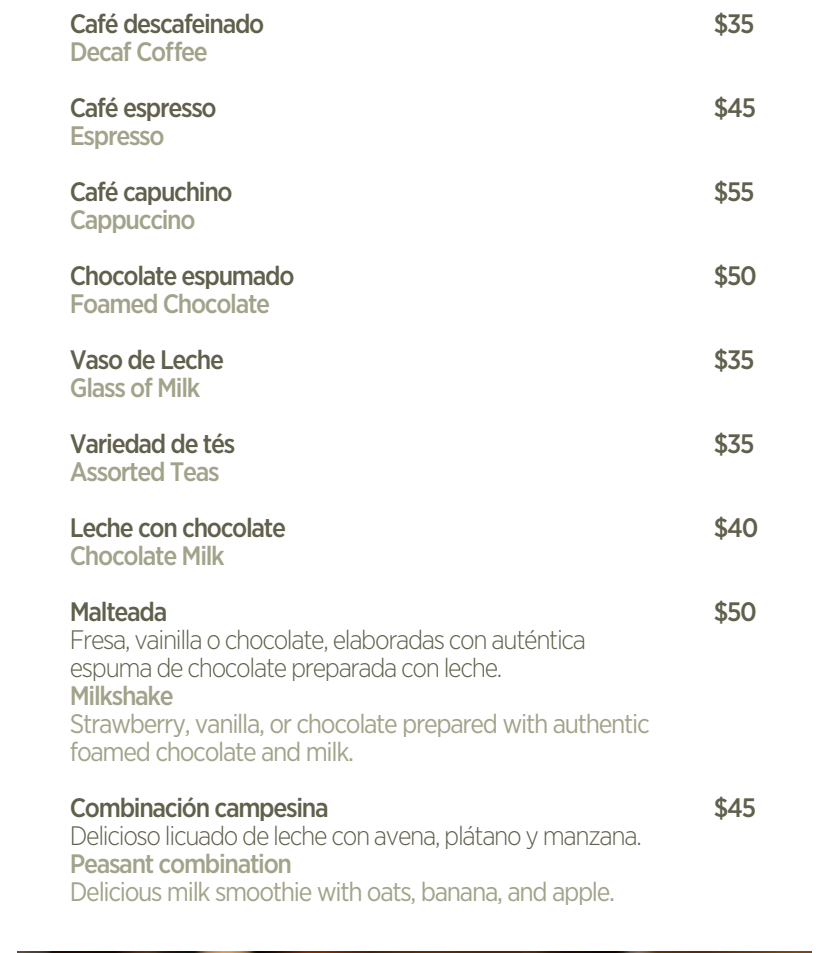 Café descafeinado $35
Decaf Coffee
Café espresso $45
Espresso
Café capuchino $55
Cappuccino
Chocolate espumado $50
Foamed Chocolate
Vaso de Leche $35
Glass of Milk
Variedad de tés $35
Assorted Teas
Leche con chocolate $40
Chocolate Milk
Malteada $50
Fresa, vainilla o chocolate, elaboradas con auténtica
espuma de chocolate preparada con leche.
Milkshake
Strawberry, vanilla, or chocolate prepared with authentic
foamed chocolate and milk.
Combinación campesina $45
Delicioso licuado de leche con avena, plátano y manzana.
Peasant combination
Delicious milk smoothie with oats, banana, and apple.